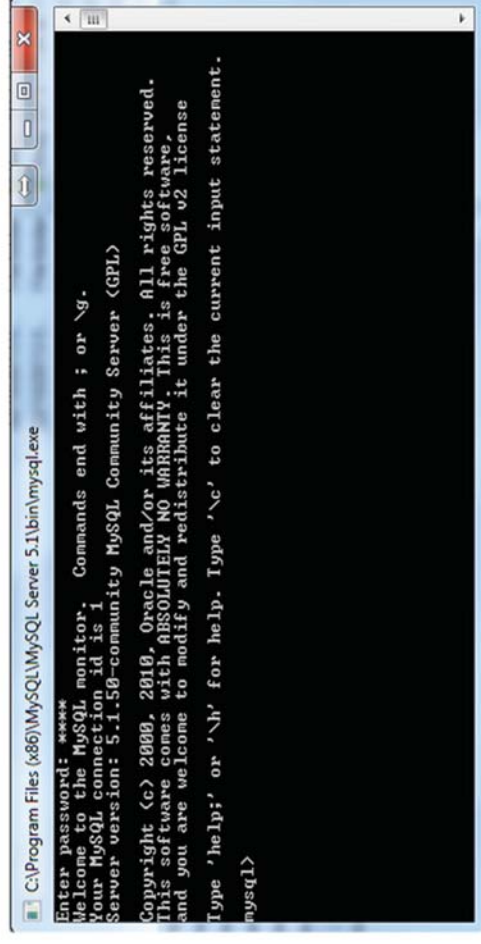 C:\Program Files (x86)\MySQL\MySQL Server 5.1\bin\mysql.exe
Enter password: ****
Welcome to the MySQL monitor.  Commands end with ; or \g.
Your MySQL connection id is 1
Server version: 5.1.50-community MySQL Community Server (GPL)
Copyright (c) 2000, 2010, Oracle and/or its affiliates. All rights reserved.
This software comes with ABSOLUTELY NO WARRANTY. This is free software,
and you are welcome to modify and redistribute it under the GPL v2 license
Type 'help;' or '\h' for help. Type '\c' to clear the current input statement.
mysql>